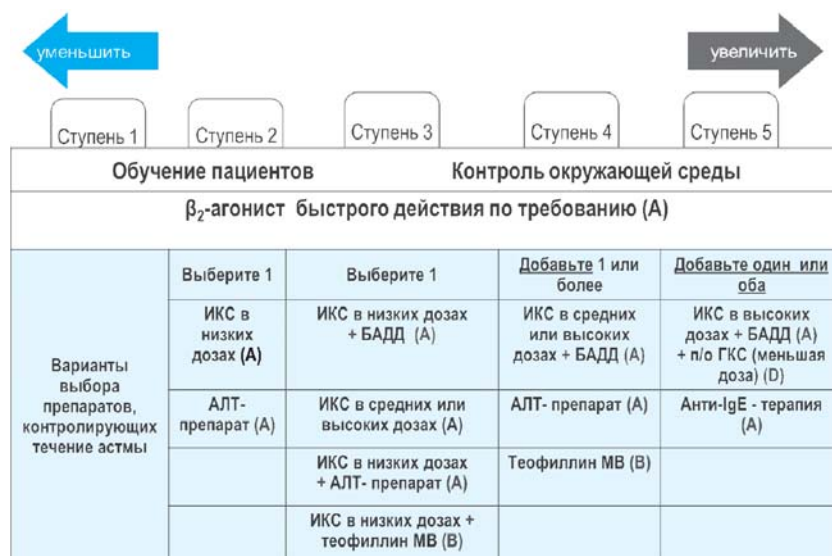 уменьшить
увеличить
Ступень 1
Ступень 2
Ступень 3
Ступень 4
Ступень 5
Обучение пациентов
Контроль окружающей среды
β₂-агонист быстрого действия по требованию (А)
Варианты
выбора
препаратов,
контролирующих
течение астмы
Выберите 1
Выберите 1
Добавьте 1 или
более
Добавьте один или
оба
ИКС в
низких
дозах (А)
ИКС в низких дозах
+ БАДД (А)
ИКС в средних
или высоких
дозах + БАДД (А)
ИКС в высоких
дозах + БАДД (А)
+ п/о ГКС (меньшая
доза) (D)
АЛТ-
препарат (А)
ИКС в средних или
высоких дозах (А)
АЛТ- препарат (А)
Анти-IgE - терапия
(А)
ИКС в низких дозах
+ АЛТ- препарат (А)
Теофиллин МВ (В)
ИКС в низких дозах +
теофиллин МВ (В)